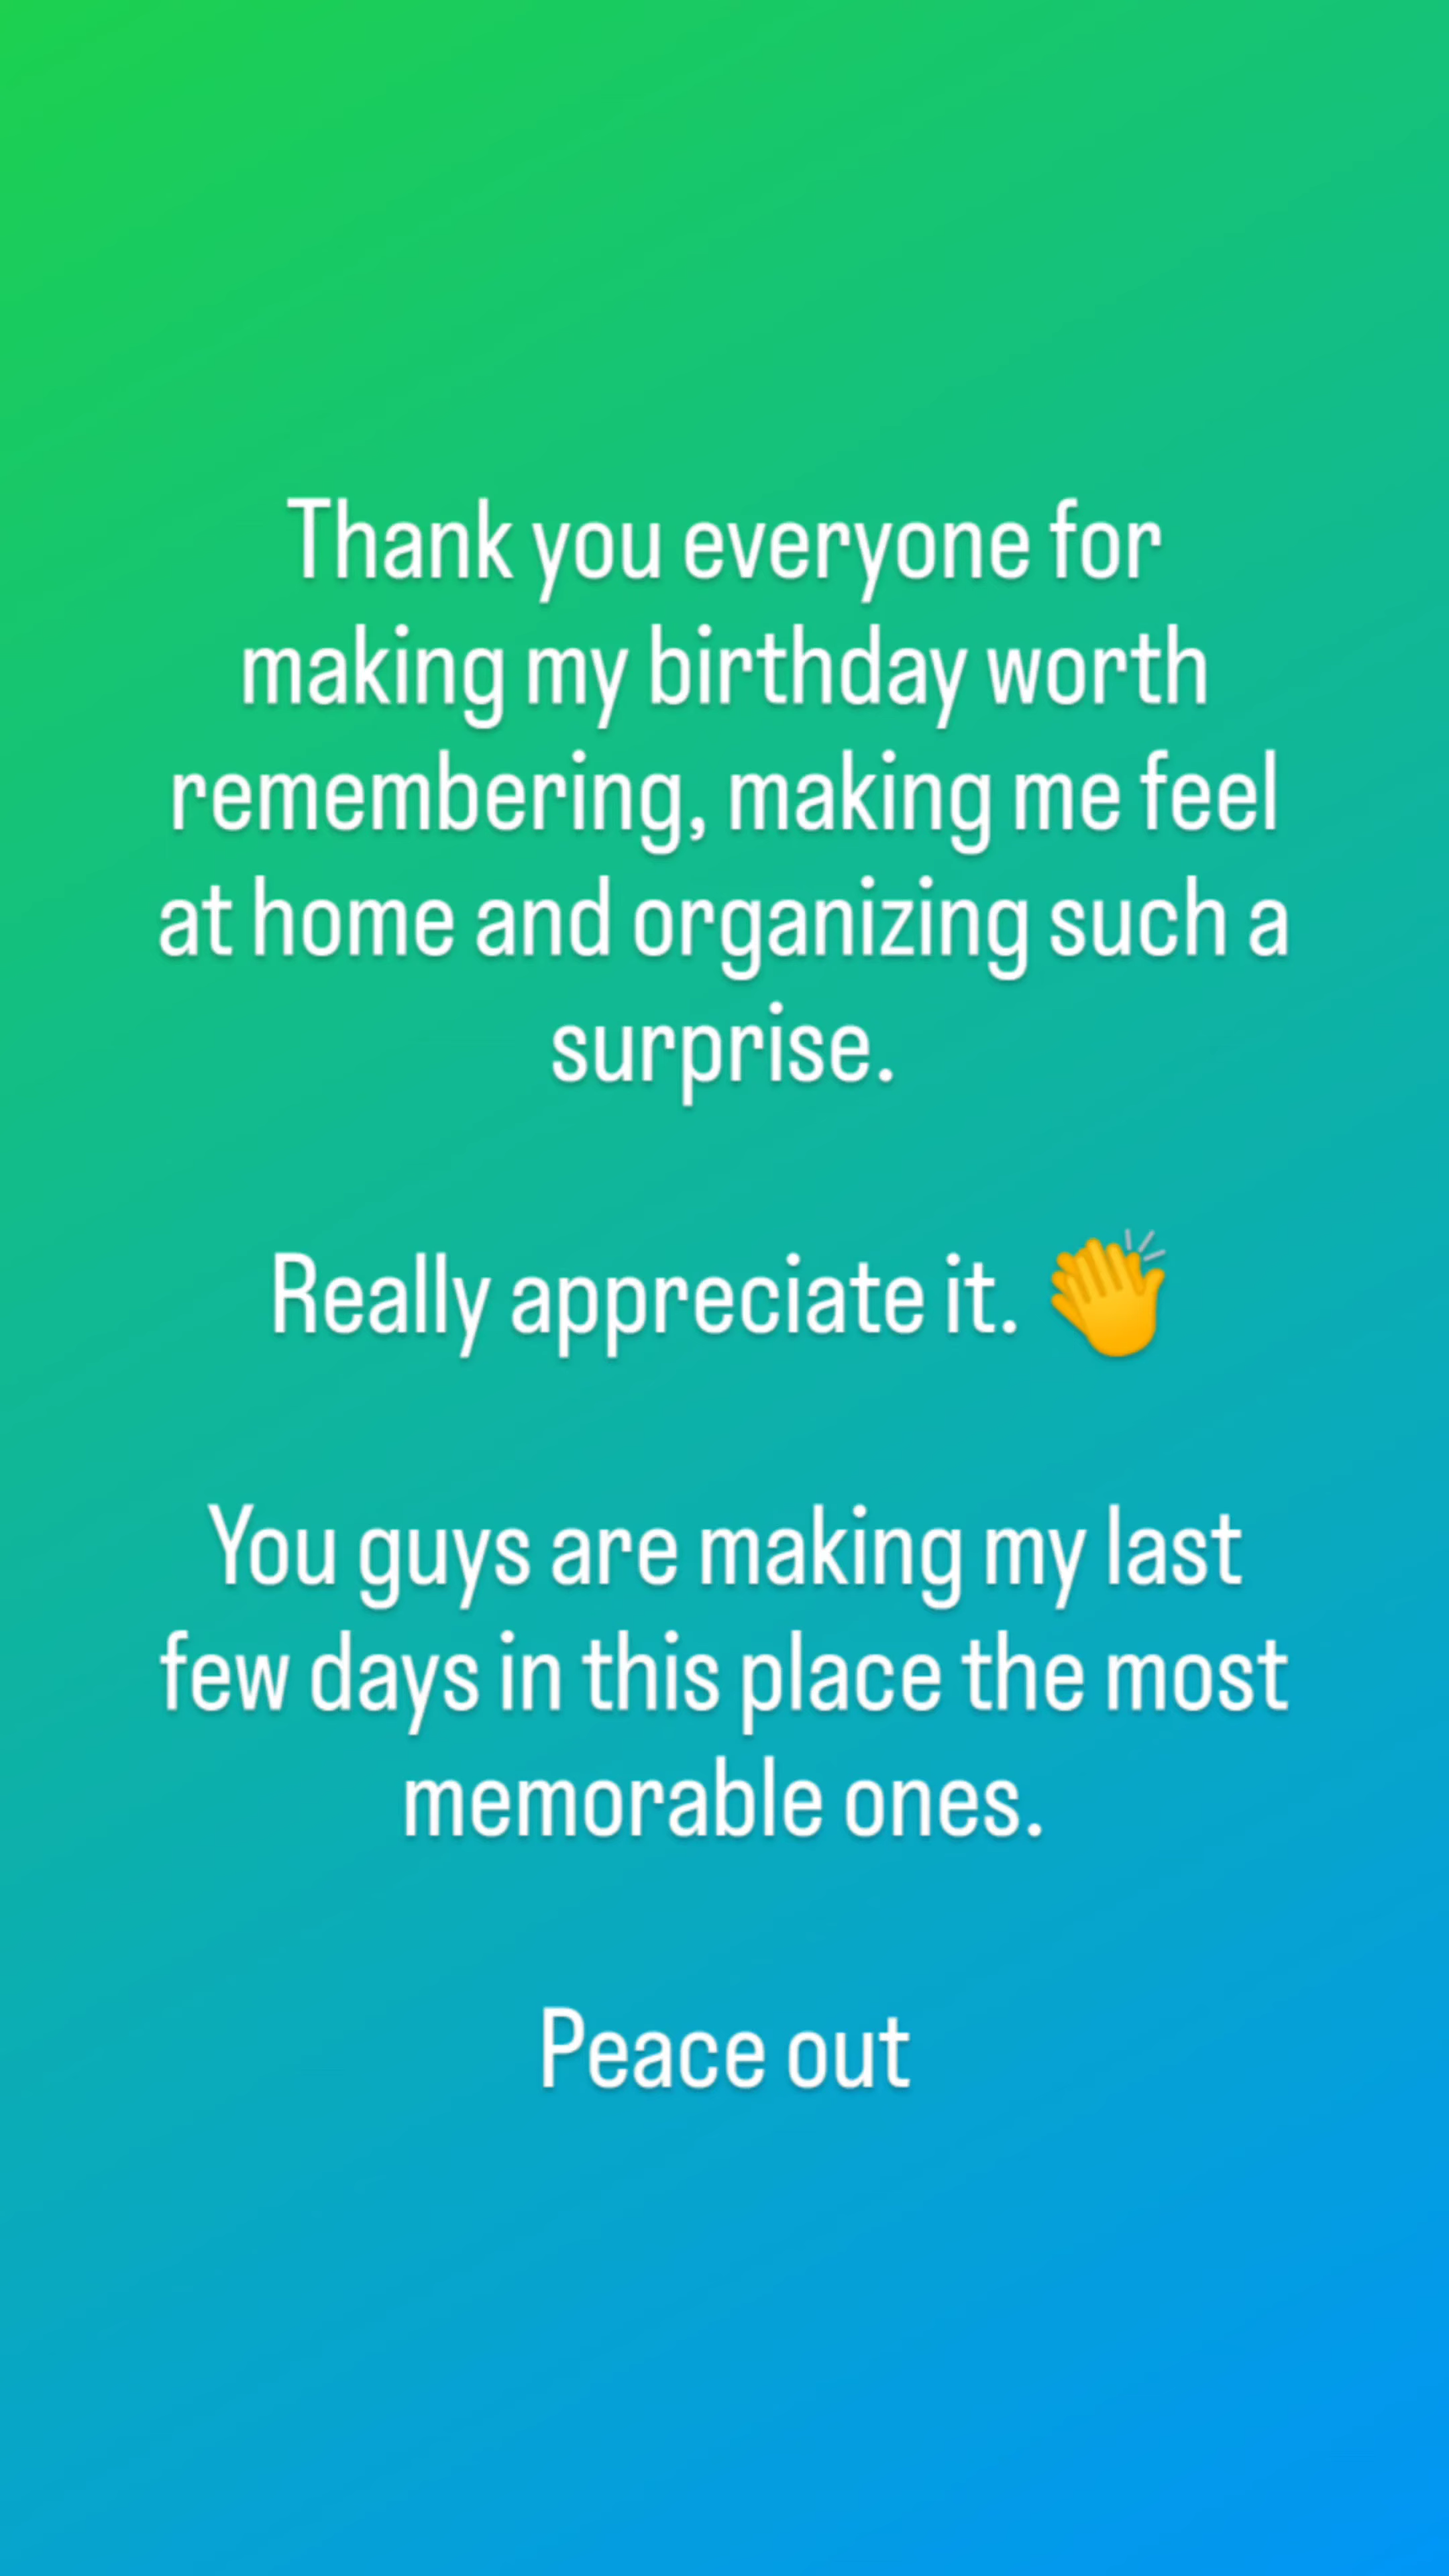 Thank you everyone for
making my birthday worth
remembering, making me feel
at home and organizing such a
surprise.
Really appreciate it. 👏
You guys are making my last
few days in this place the most
memorable ones.
Peace out